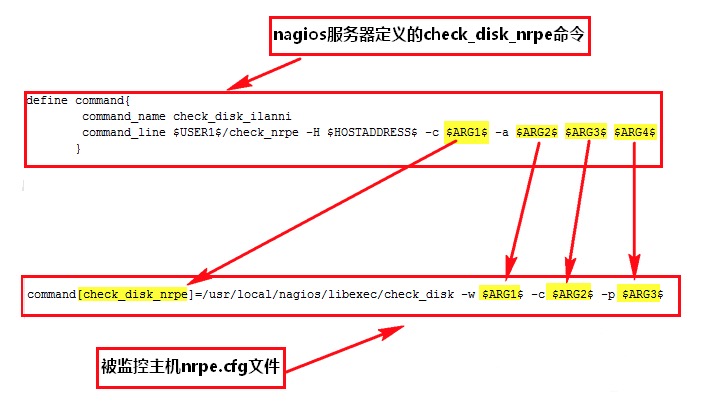 nagios服务器定义的check_disk_nrpe命令
define command{
command_name check_disk_ilanni
command_line $USER1$/check_nrpe -H $HOSTADDRESS$ -c $ARG1$ -a $ARG2$ $ARG3$ $ARG4$
}
command[check_disk_nrpe]=/usr/local/nagios/libexec/check_disk -w $ARG1$ -c $ARG2$ -p $ARG3$
被监控主机nrpe.cfg文件